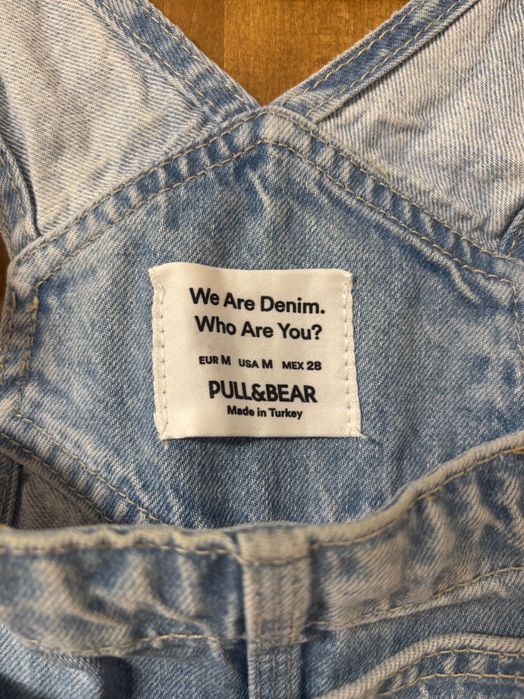 We Are Denim.
Who Are You?
EUR M USA M MEX 28
PULL&BEAR
Made in Turkey